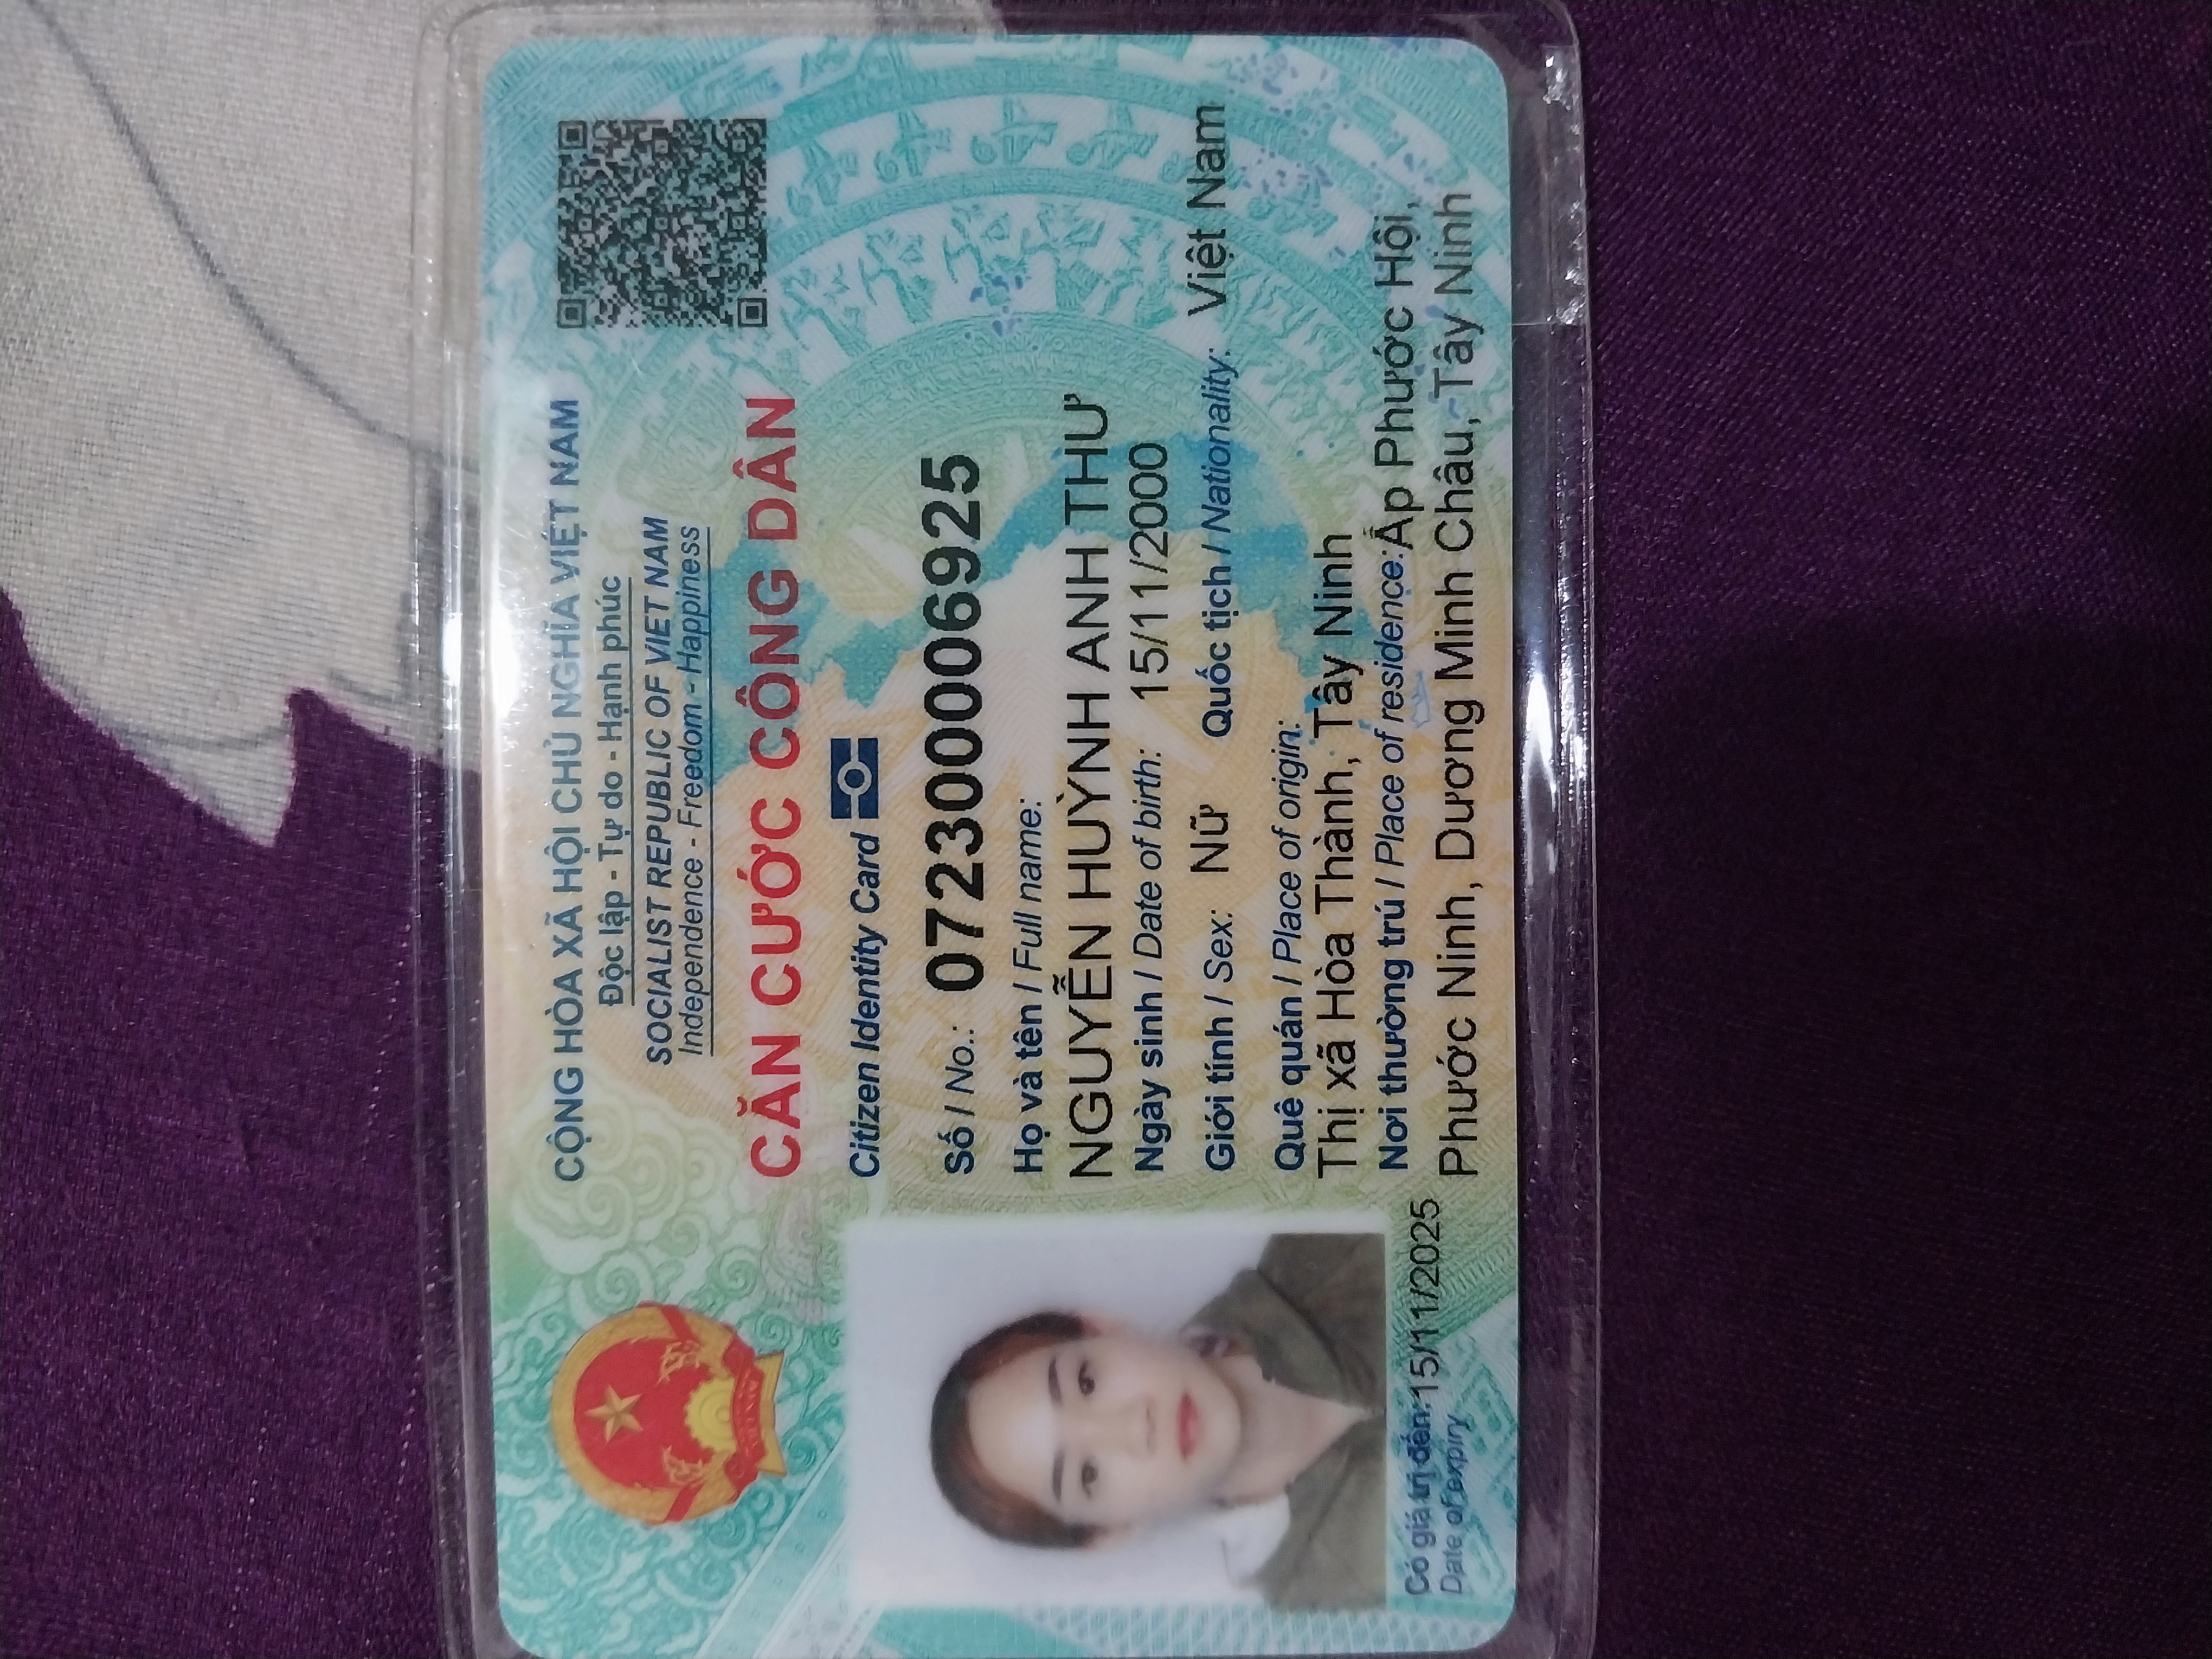 CỘNG HÒA XÃ HỘI CHỦ NGHĨA VIỆT NAM
Độc lập - Tự do - Hạnh phúc
SOCIALIST REPUBLIC OF VIET NAM
Independence - Freedom - Happiness
CĂN CƯỚC CÔNG DÂN
Citizen Identity Card
Số / No.: 072300006925
Họ và tên / Full name:
NGUYỄN HUỲNH ANH THƯ
Ngày sinh / Date of birth: 15/11/2000
Giới tính / Sex: Nữ Quốc tịch / Nationality: Việt Nam
Quê quán / Place of origin:
Thị xã Hòa Thành, Tây Ninh
Nơi thường trú / Place of residence: Ấp Phước Hội,
Phước Ninh, Dương Minh Châu, Tây Ninh
Có giá trị đến: 15/11/2025
Date of expiry